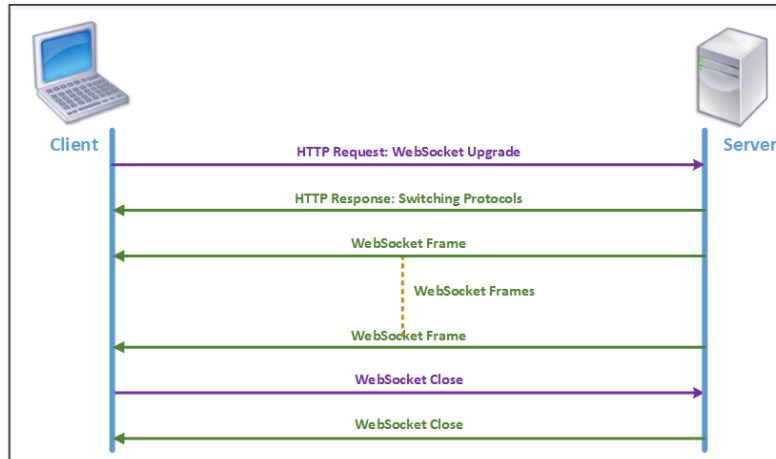 Client
Server
HTTP Request: WebSocket Upgrade
HTTP Response: Switching Protocols
WebSocket Frame
WebSocket Frames
WebSocket Frame
WebSocket Close
WebSocket Close